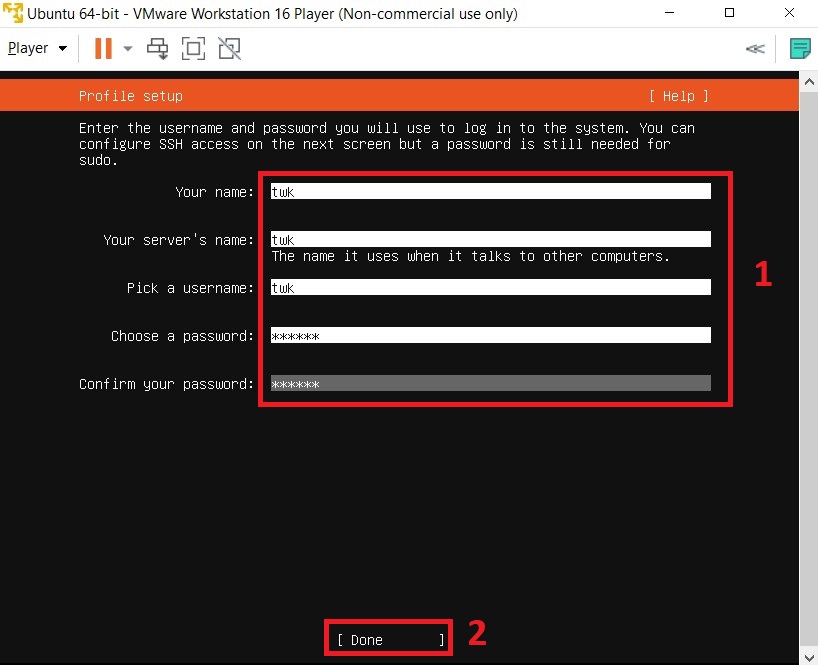 Ubuntu 64-bit - VMware Workstation 16 Player (Non-commercial use only)
Player
Profile setup [ Help ]
Enter the username and password you will use to log in to the system. You can
configure SSH access on the next screen but a password is still needed for
sudo.
Your name: twk
Your server's name: twk
The name it uses when it talks to other computers.
1
Pick a username: twk
Choose a password: ******
Confirm your password: ******
[ Done ] 2